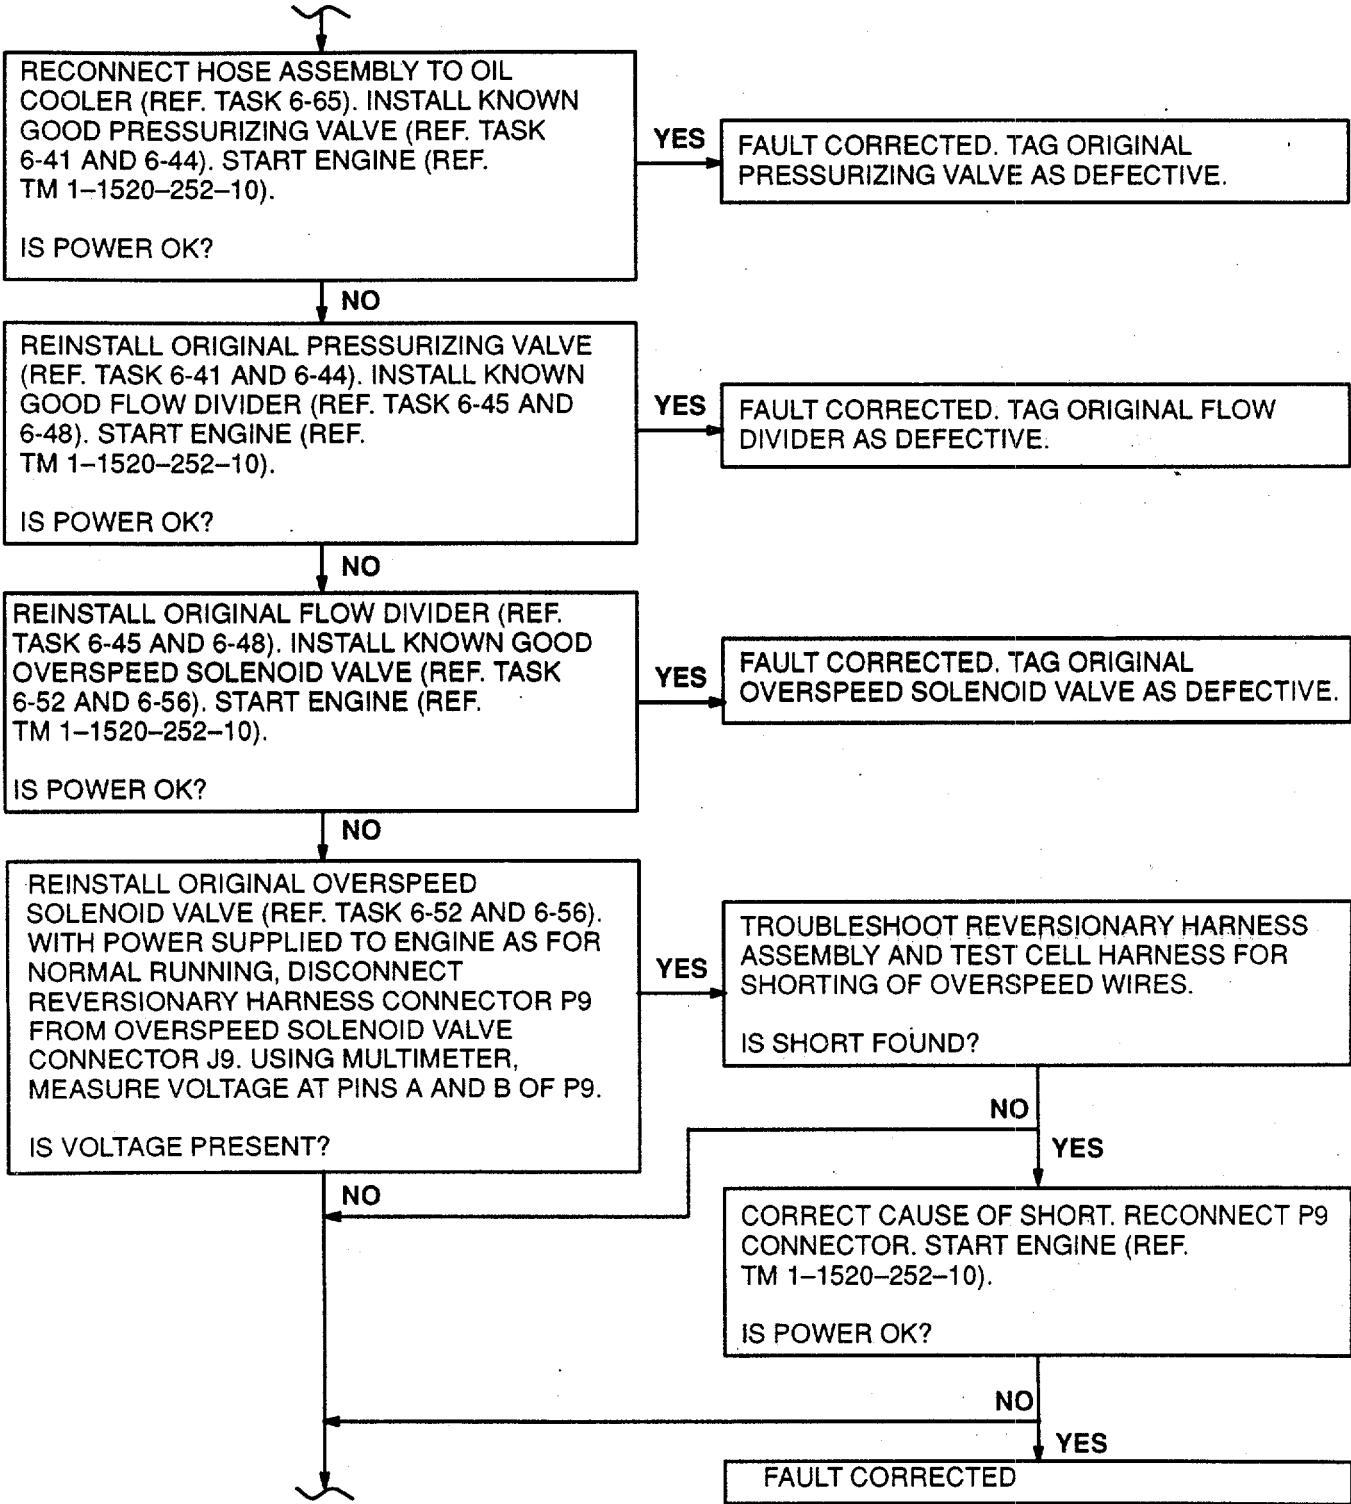 RECONNECT HOSE ASSEMBLY TO OIL
COOLER (REF. TASK 6-65). INSTALL KNOWN
GOOD PRESSURIZING VALVE (REF. TASK
6-41 AND 6-44). START ENGINE (REF.
TM 1–1520–252–10).
IS POWER OK?
YES
FAULT CORRECTED. TAG ORIGINAL
PRESSURIZING VALVE AS DEFECTIVE.
NO
REINSTALL ORIGINAL PRESSURIZING VALVE
(REF. TASK 6-41 AND 6-44). INSTALL KNOWN
GOOD FLOW DIVIDER (REF. TASK 6-45 AND
6-48). START ENGINE (REF.
TM 1–1520–252–10).
IS POWER OK?
YES
FAULT CORRECTED. TAG ORIGINAL FLOW
DIVIDER AS DEFECTIVE.
NO
REINSTALL ORIGINAL FLOW DIVIDER (REF.
TASK 6-45 AND 6-48). INSTALL KNOWN GOOD
OVERSPEED SOLENOID VALVE (REF. TASK
6-52 AND 6-56). START ENGINE (REF.
TM 1–1520–252–10).
IS POWER OK?
YES
FAULT CORRECTED. TAG ORIGINAL
OVERSPEED SOLENOID VALVE AS DEFECTIVE.
NO
REINSTALL ORIGINAL OVERSPEED
SOLENOID VALVE (REF. TASK 6-52 AND 6-56).
WITH POWER SUPPLIED TO ENGINE AS FOR
NORMAL RUNNING, DISCONNECT
REVERSIONARY HARNESS CONNECTOR P9
FROM OVERSPEED SOLENOID VALVE
CONNECTOR J9. USING MULTIMETER,
MEASURE VOLTAGE AT PINS A AND B OF P9.
IS VOLTAGE PRESENT?
YES
TROUBLESHOOT REVERSIONARY HARNESS
ASSEMBLY AND TEST CELL HARNESS FOR
SHORTING OF OVERSPEED WIRES.
IS SHORT FOUND?
NO
YES
NO
CORRECT CAUSE OF SHORT. RECONNECT P9
CONNECTOR. START ENGINE (REF.
TM 1–1520–252–10).
IS POWER OK?
NO
YES
FAULT CORRECTED